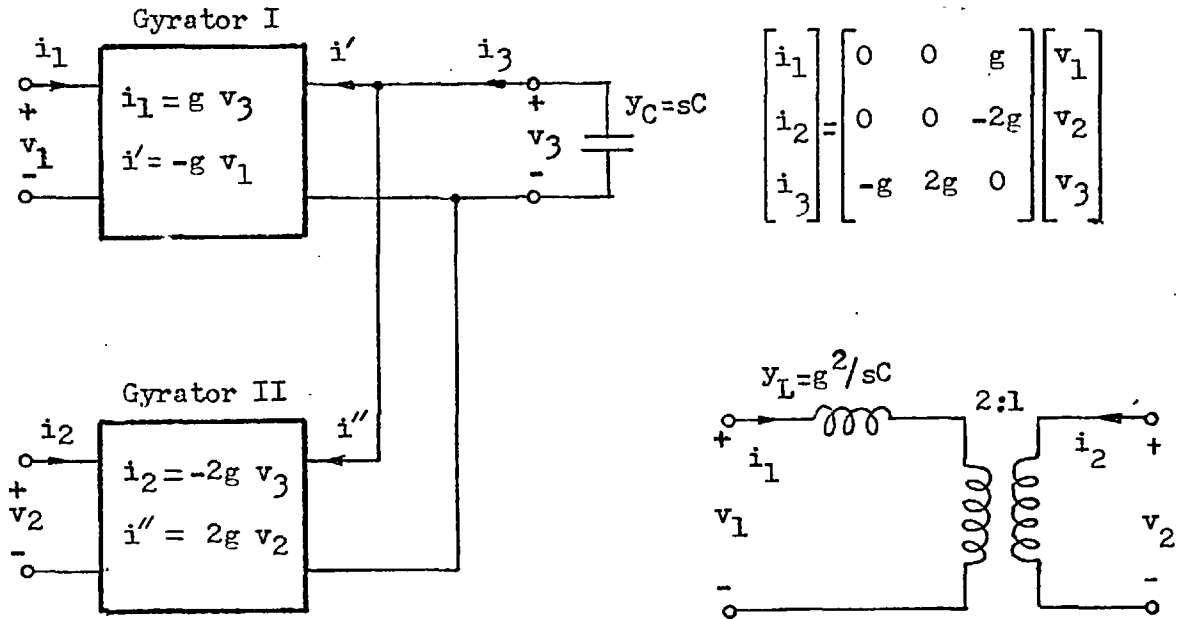 Gyrator I
i1
i'
i3
+
v1
-
i1 = g v3
i' = -g v1
+
v3
-
yC=sC
[i1] = [0 0 g] [v1]
[i2] = [0 0 -2g] [v2]
[i3] = [-g 2g 0] [v3]
Gyrator II
i2
i''
+
v2
-
i2 = -2g v3
i'' = 2g v2
yL=g²/sC
2:1
+
i1
v1
-
i2
+
v2
-